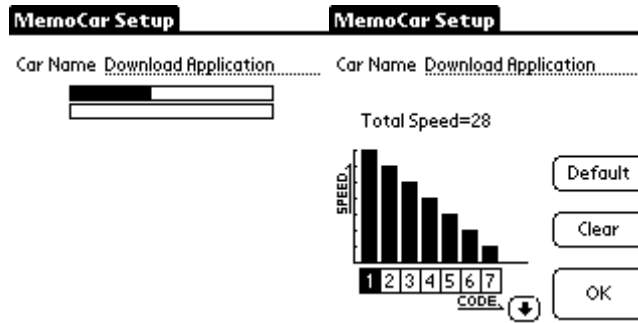 MemoCar Setup
Car Name Download Application
MemoCar Setup
Car Name Download Application
Total Speed=28
SPEED
Default
Clear
1 2 3 4 5 6 7
CODE
OK